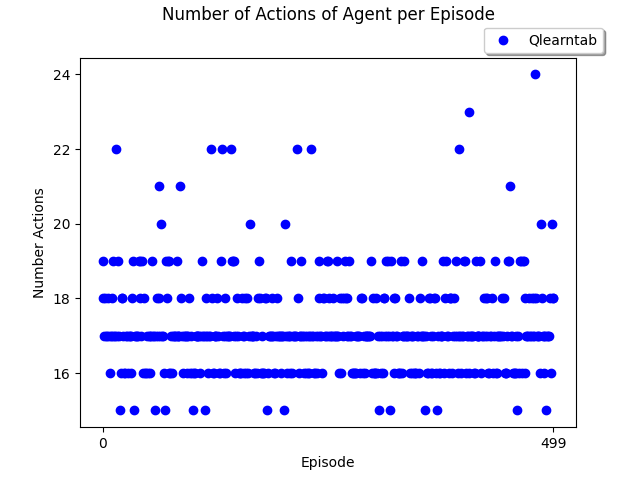 Number of Actions of Agent per Episode
Qlearntab
24
22
20
18
16
Number Actions
0
499
Episode